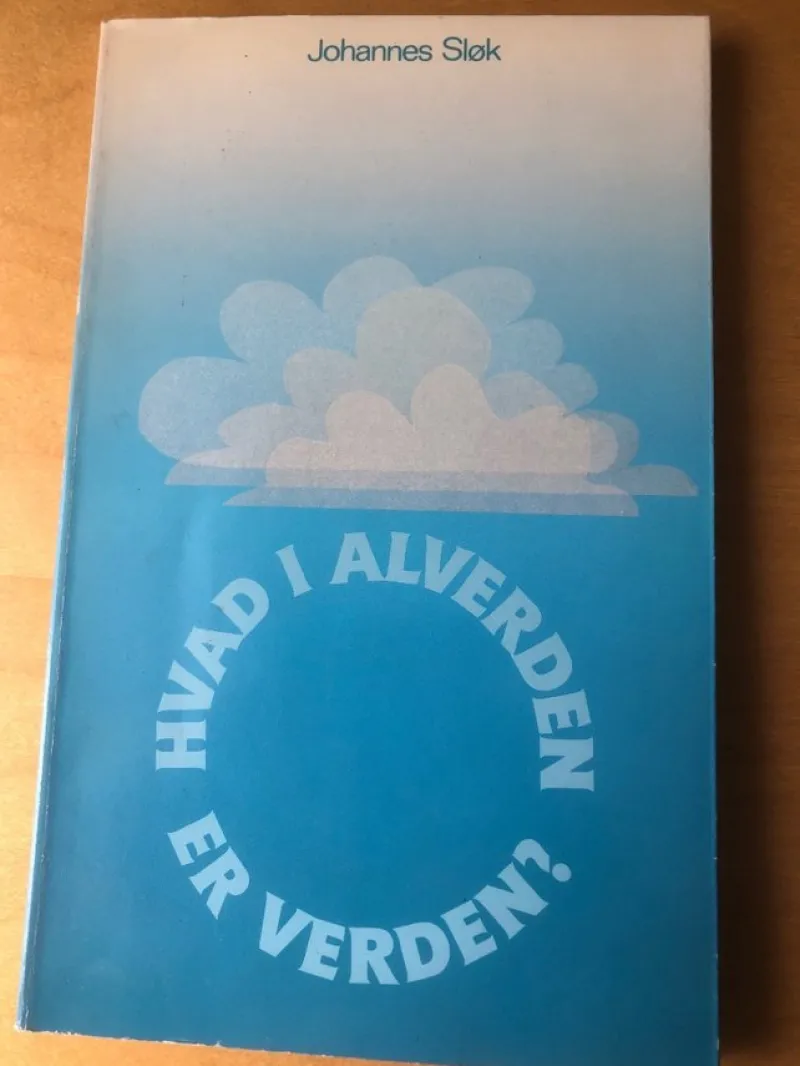 Johannes Sløk
HVAD I ALVERDEN
ER VERDEN?